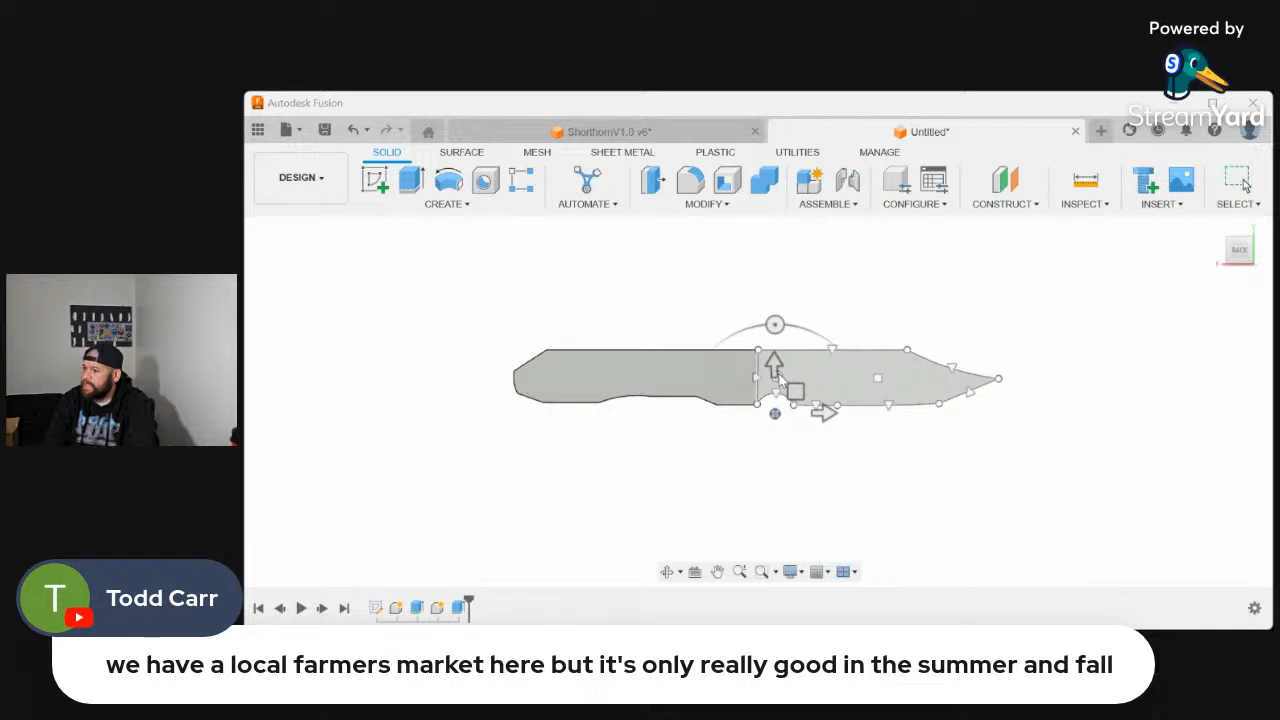 Powered by
S
StreamYard
Autodesk Fusion
ShorthornV1.0 v6*
Untitled*
SOLID
SURFACE
MESH
SHEET METAL
PLASTIC
UTILITIES
MANAGE
DESIGN
CREATE
AUTOMATE
MODIFY
ASSEMBLE
CONFIGURE
CONSTRUCT
INSPECT
INSERT
SELECT
BACK
T
Todd Carr
we have a local farmers market here but it's only really good in the summer and fall